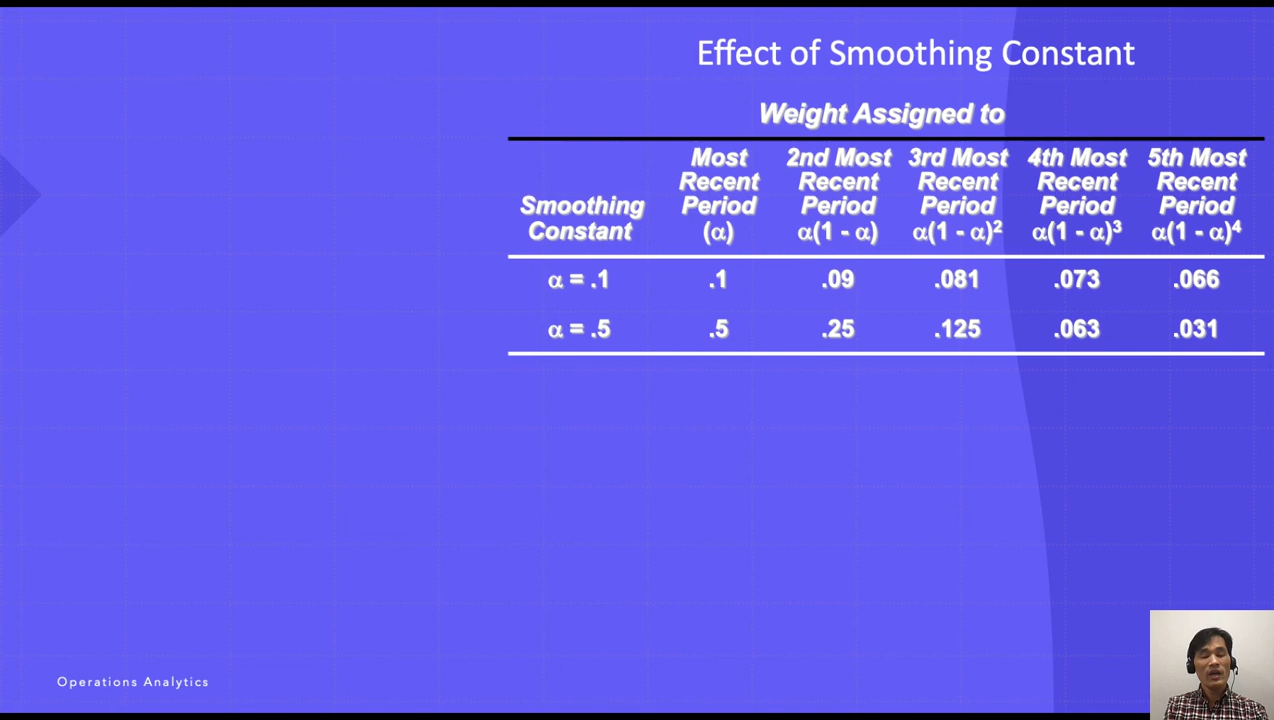 Effect of Smoothing Constant
Weight Assigned to
Smoothing
Constant
Most
Recent
Period
(α)
2nd Most
Recent
Period
α(1 - α)
3rd Most
Recent
Period
α(1 - α)²
4th Most
Recent
Period
α(1 - α)³
5th Most
Recent
Period
α(1 - α)⁴
α = .1 .1 .09 .081 .073 .066
α = .5 .5 .25 .125 .063 .031
Operations Analytics